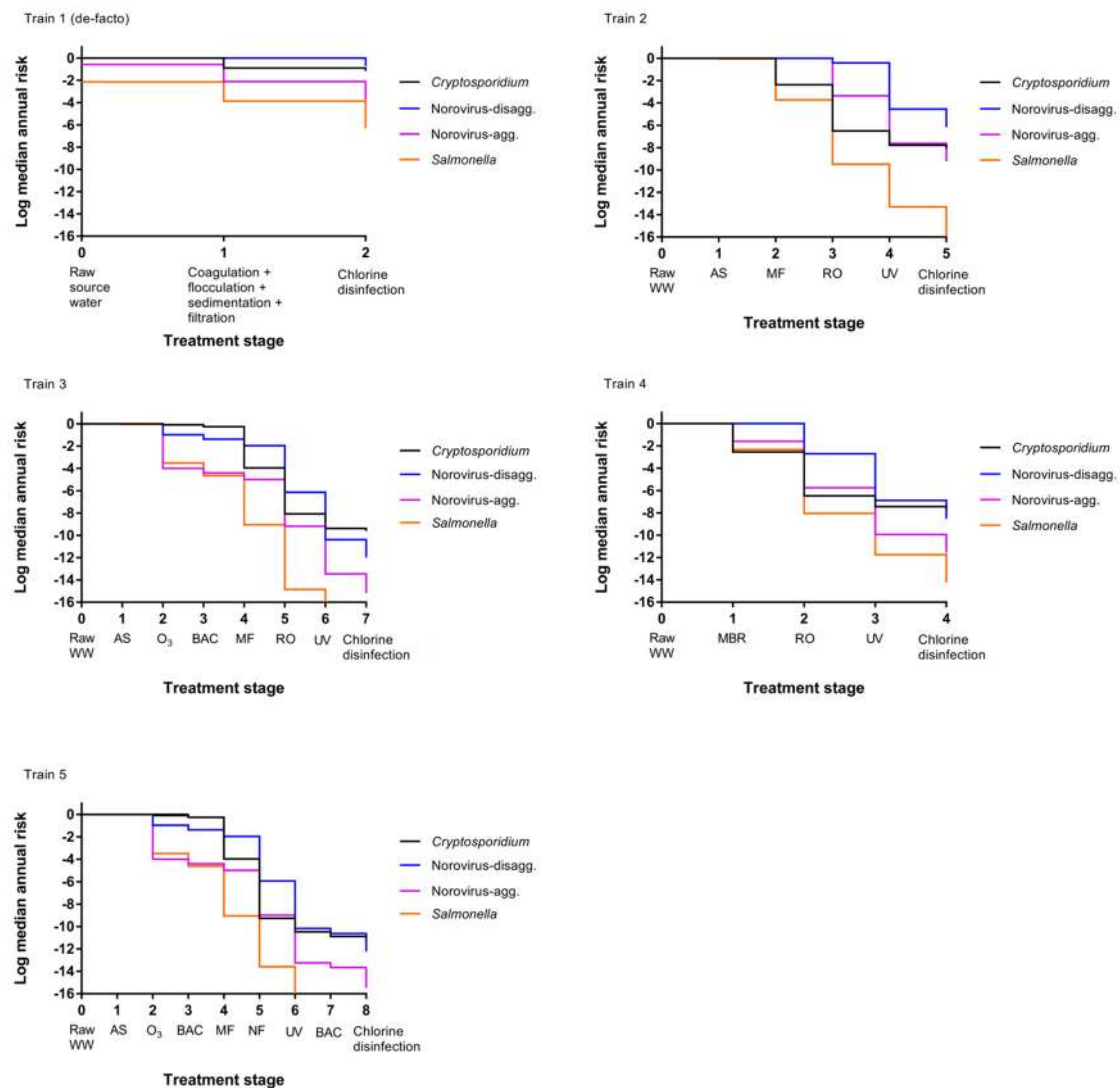 Train 1 (de-facto)
Log median annual risk
0
-2
-4
-6
-8
-10
-12
-14
-16
0
1
2
Raw
source
water
Coagulation +
flocculation +
sedimentation +
filtration
Chlorine
disinfection
Treatment stage
Cryptosporidium
Norovirus-disagg.
Norovirus-agg.
Salmonella
Train 2
Log median annual risk
0
-2
-4
-6
-8
-10
-12
-14
-16
0
1
2
3
4
5
Raw
WW
AS
MF
RO
UV
Chlorine
disinfection
Treatment stage
Cryptosporidium
Norovirus-disagg.
Norovirus-agg.
Salmonella
Train 3
Log median annual risk
0
-2
-4
-6
-8
-10
-12
-14
-16
0
1
2
3
4
5
6
7
Raw
WW
AS
O3
BAC
MF
RO
UV
Chlorine
disinfection
Treatment stage
Cryptosporidium
Norovirus-disagg.
Norovirus-agg.
Salmonella
Train 4
Log median annual risk
0
-2
-4
-6
-8
-10
-12
-14
-16
0
1
2
3
4
Raw
WW
MBR
RO
UV
Chlorine
disinfection
Treatment stage
Cryptosporidium
Norovirus-disagg.
Norovirus-agg.
Salmonella
Train 5
Log median annual risk
0
-2
-4
-6
-8
-10
-12
-14
-16
0
1
2
3
4
5
6
7
8
Raw
WW
AS
O3
BAC
MF
NF
UV
BAC
Chlorine
disinfection
Treatment stage
Cryptosporidium
Norovirus-disagg.
Norovirus-agg.
Salmonella